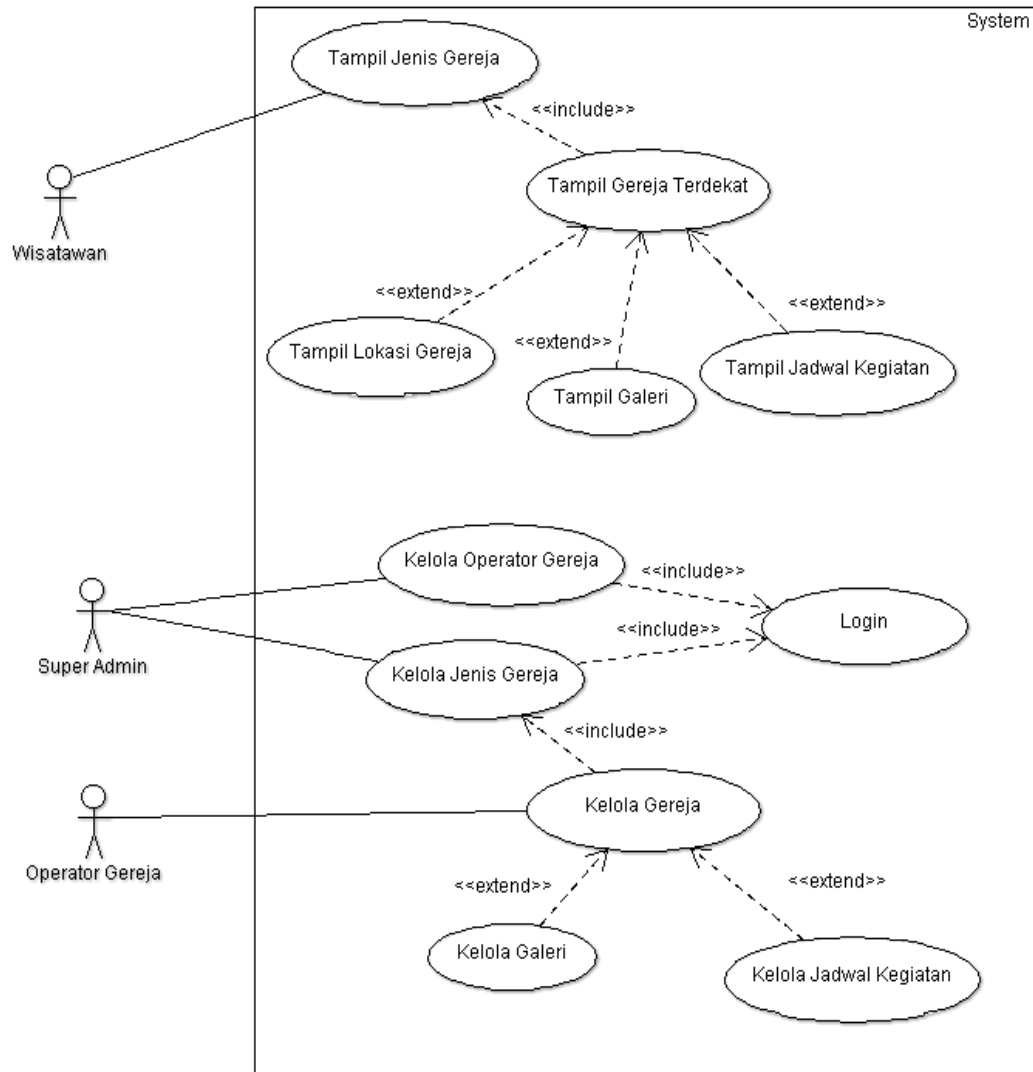 System
Tampil Jenis Gereja
<<include>>
Tampil Gereja Terdekat
Wisatawan
<<extend>>
<<extend>>
<<extend>>
Tampil Lokasi Gereja
Tampil Galeri
Tampil Jadwal Kegiatan
Kelola Operator Gereja
<<include>>
Login
<<include>>
Super Admin
Kelola Jenis Gereja
<<include>>
Kelola Gereja
Operator Gereja
<<extend>>
<<extend>>
Kelola Galeri
Kelola Jadwal Kegiatan